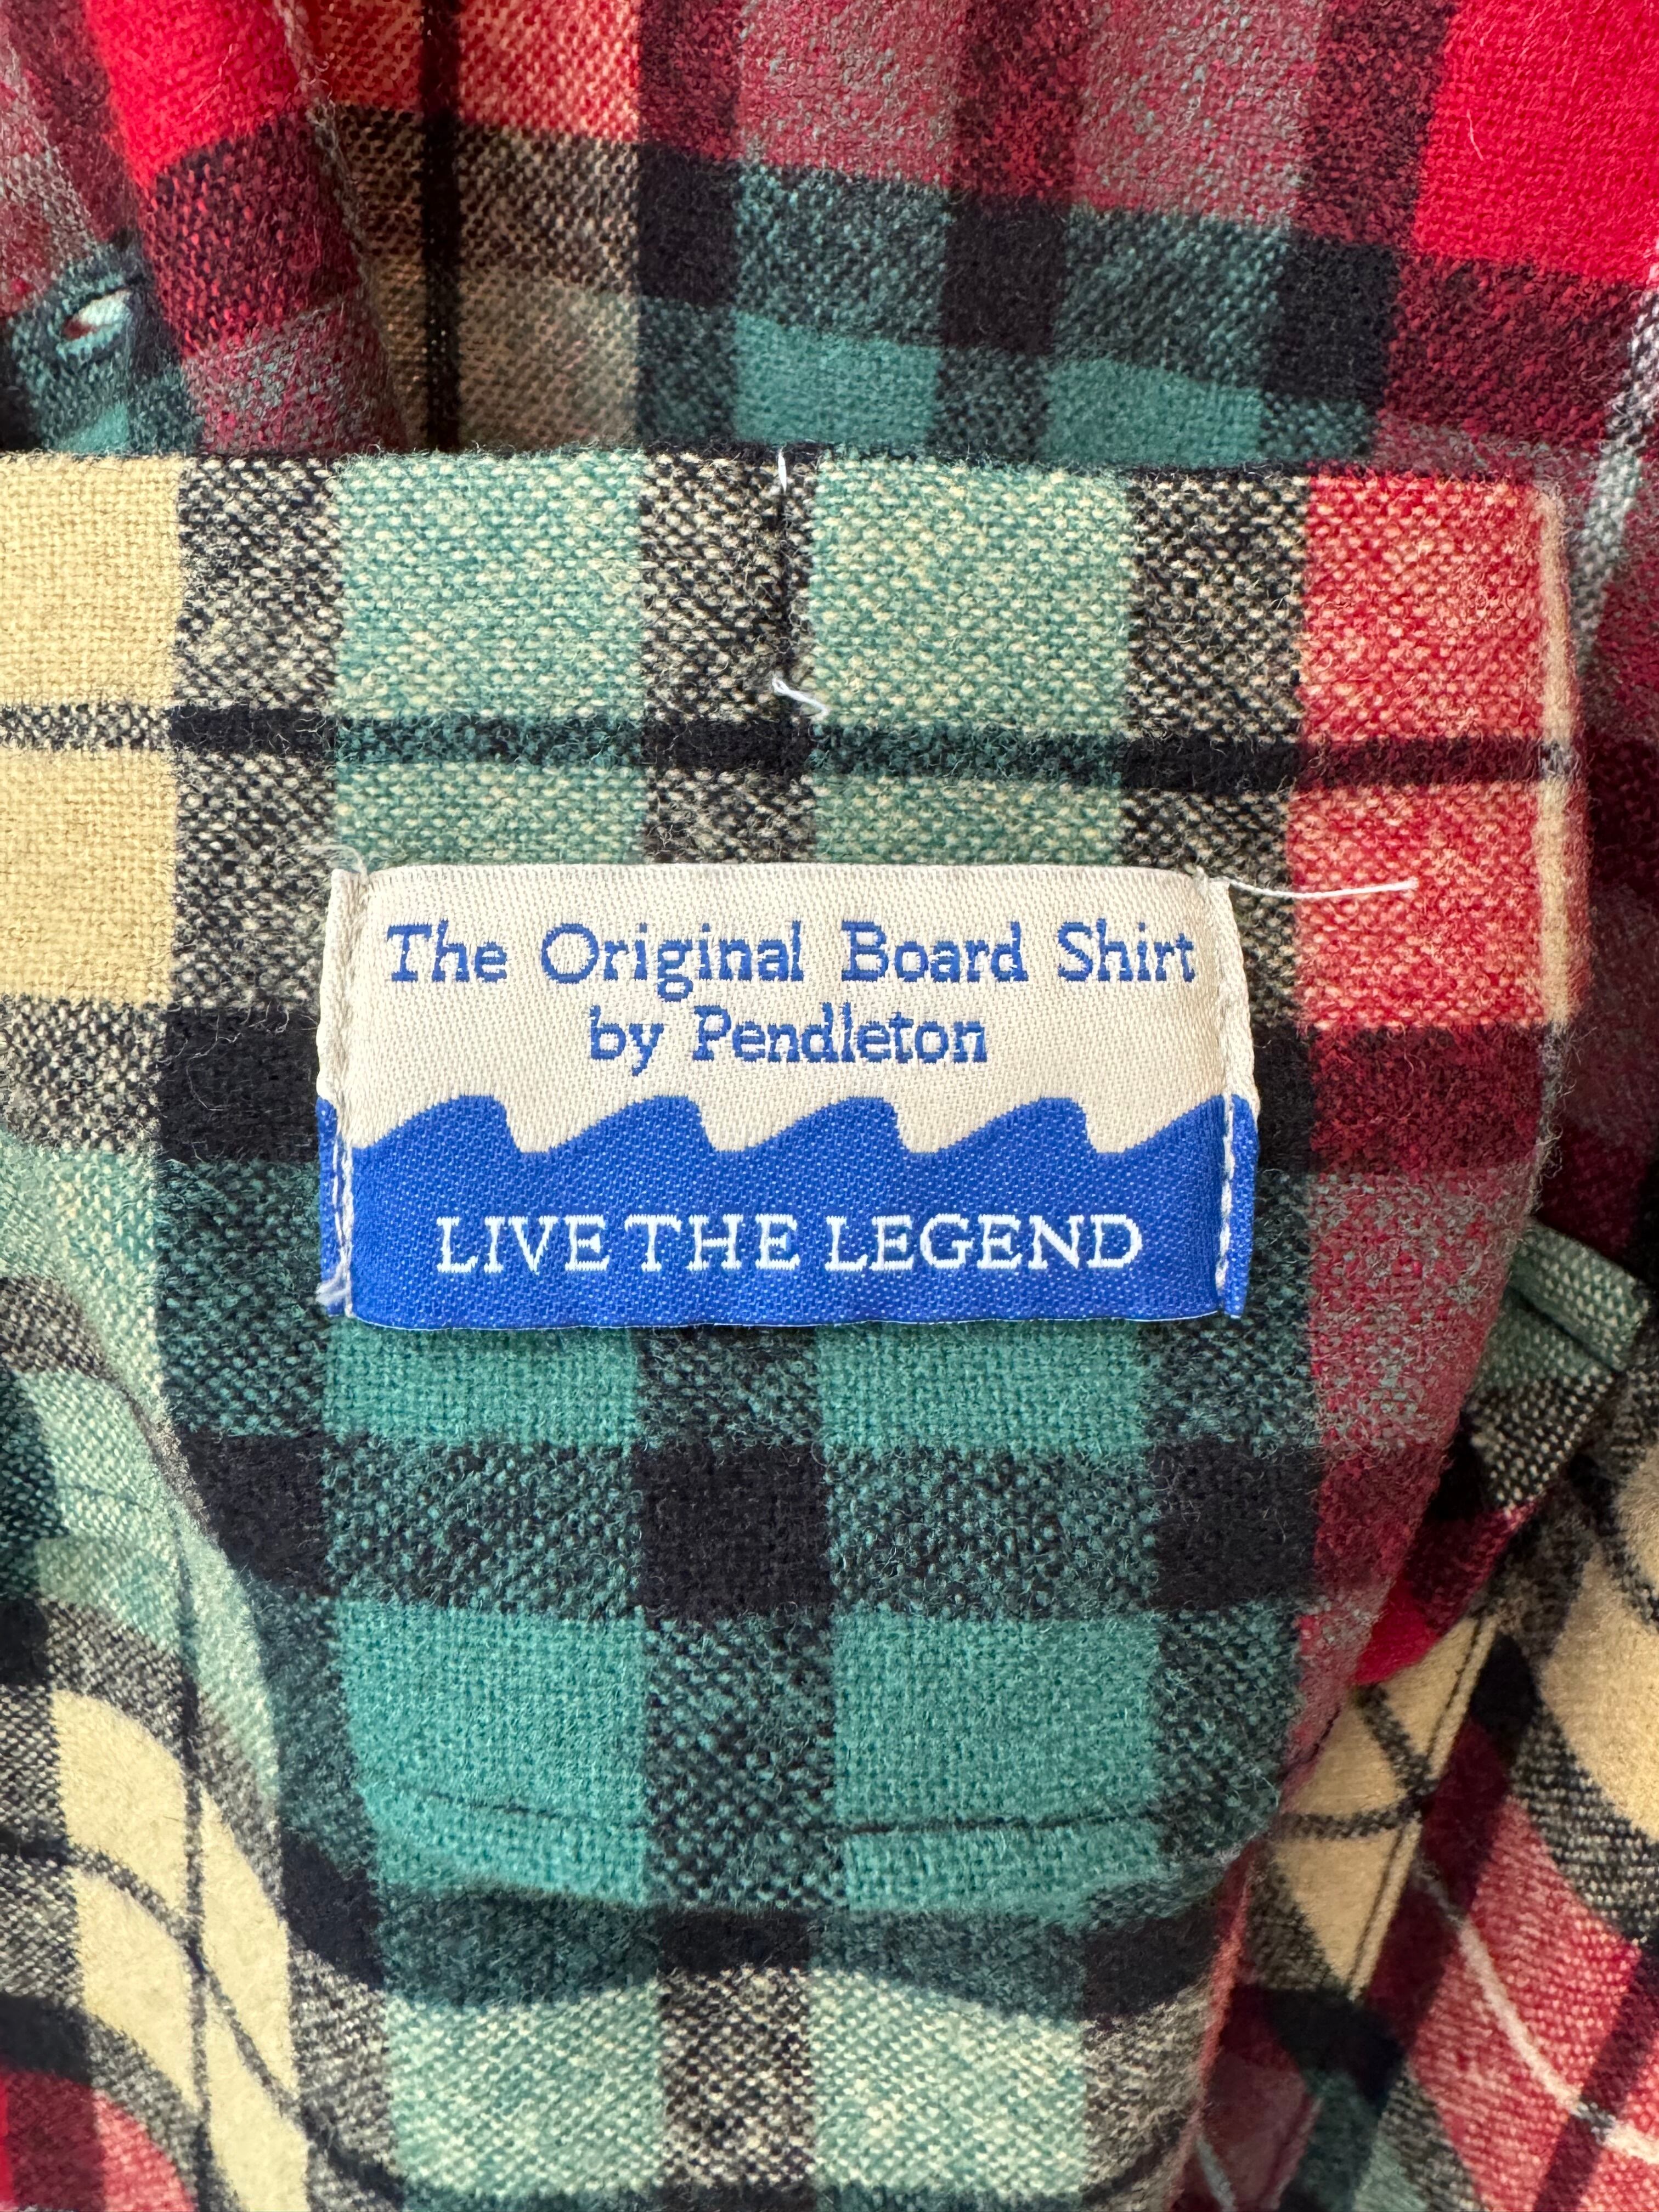 The Original Board Shirt
by Pendleton
LIVE THE LEGEND